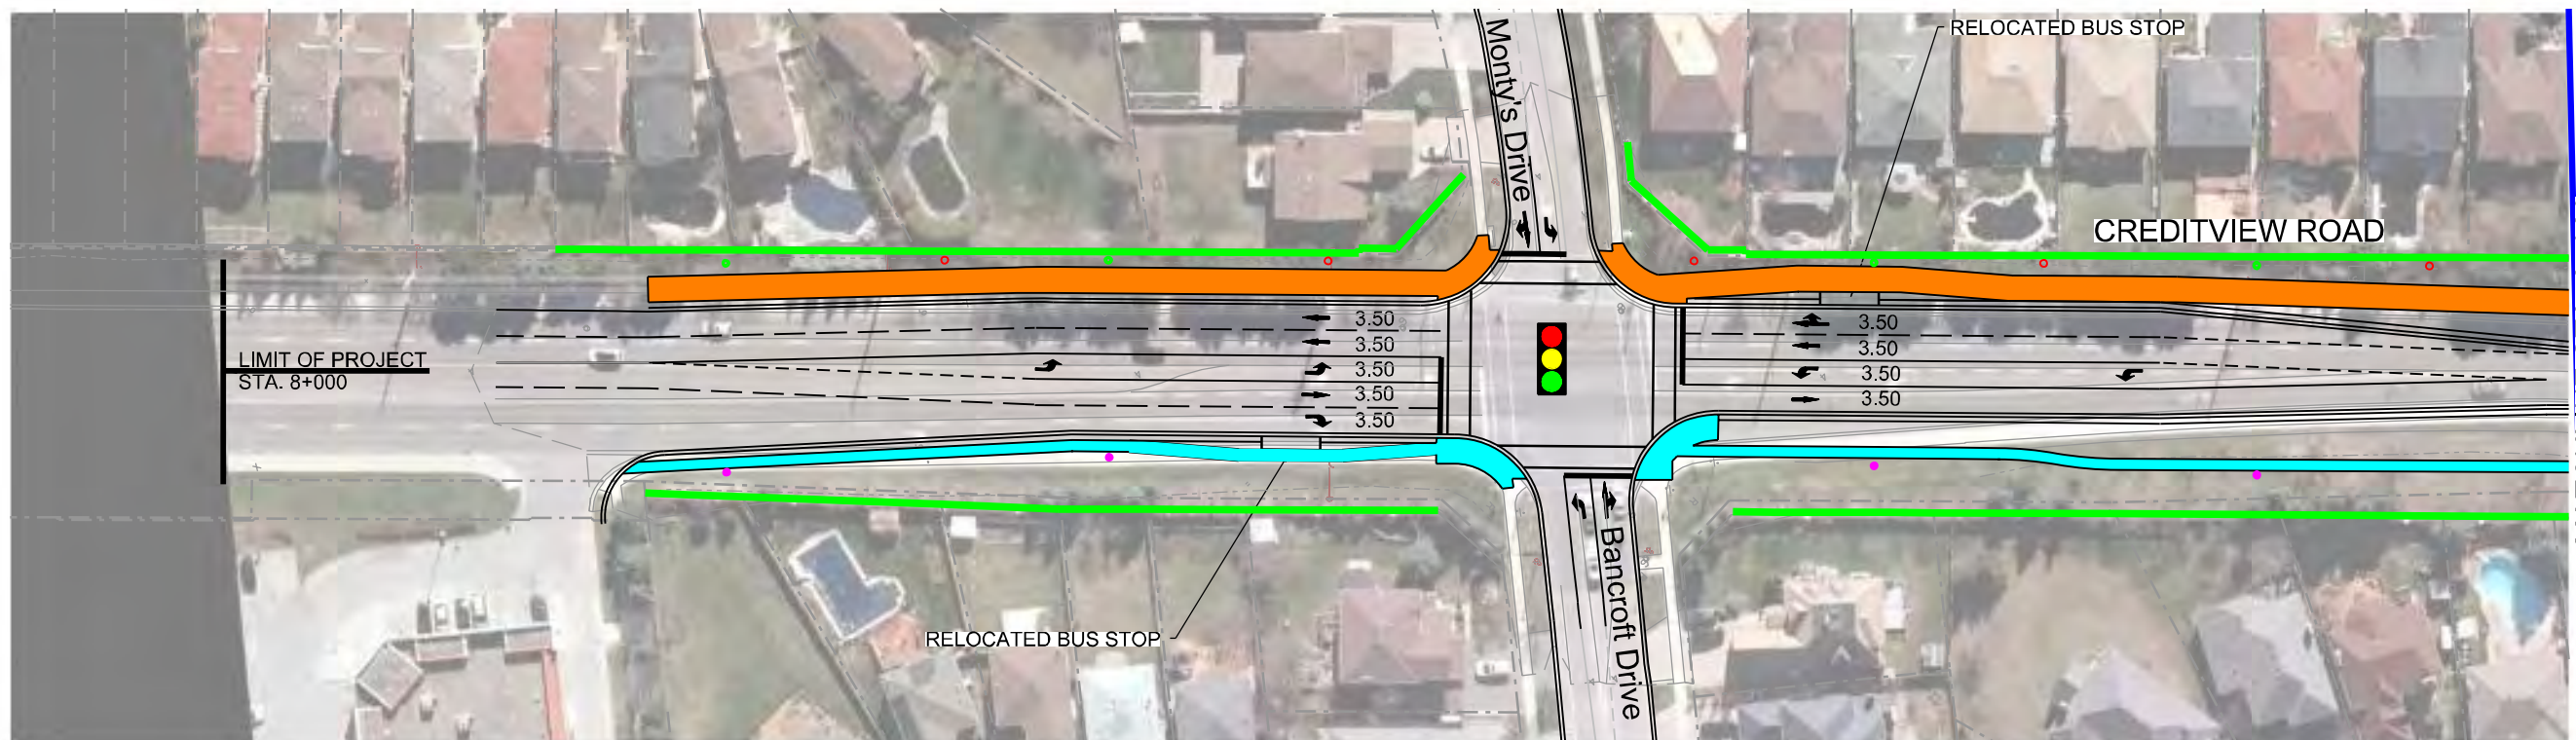 RELOCATED BUS STOP
Monty's Drive
CREDITVIEW ROAD
LIMIT OF PROJECT
STA. 8+000
3.50
3.50
3.50
3.50
3.50
3.50
3.50
3.50
3.50
RELOCATED BUS STOP
Bancroft Drive